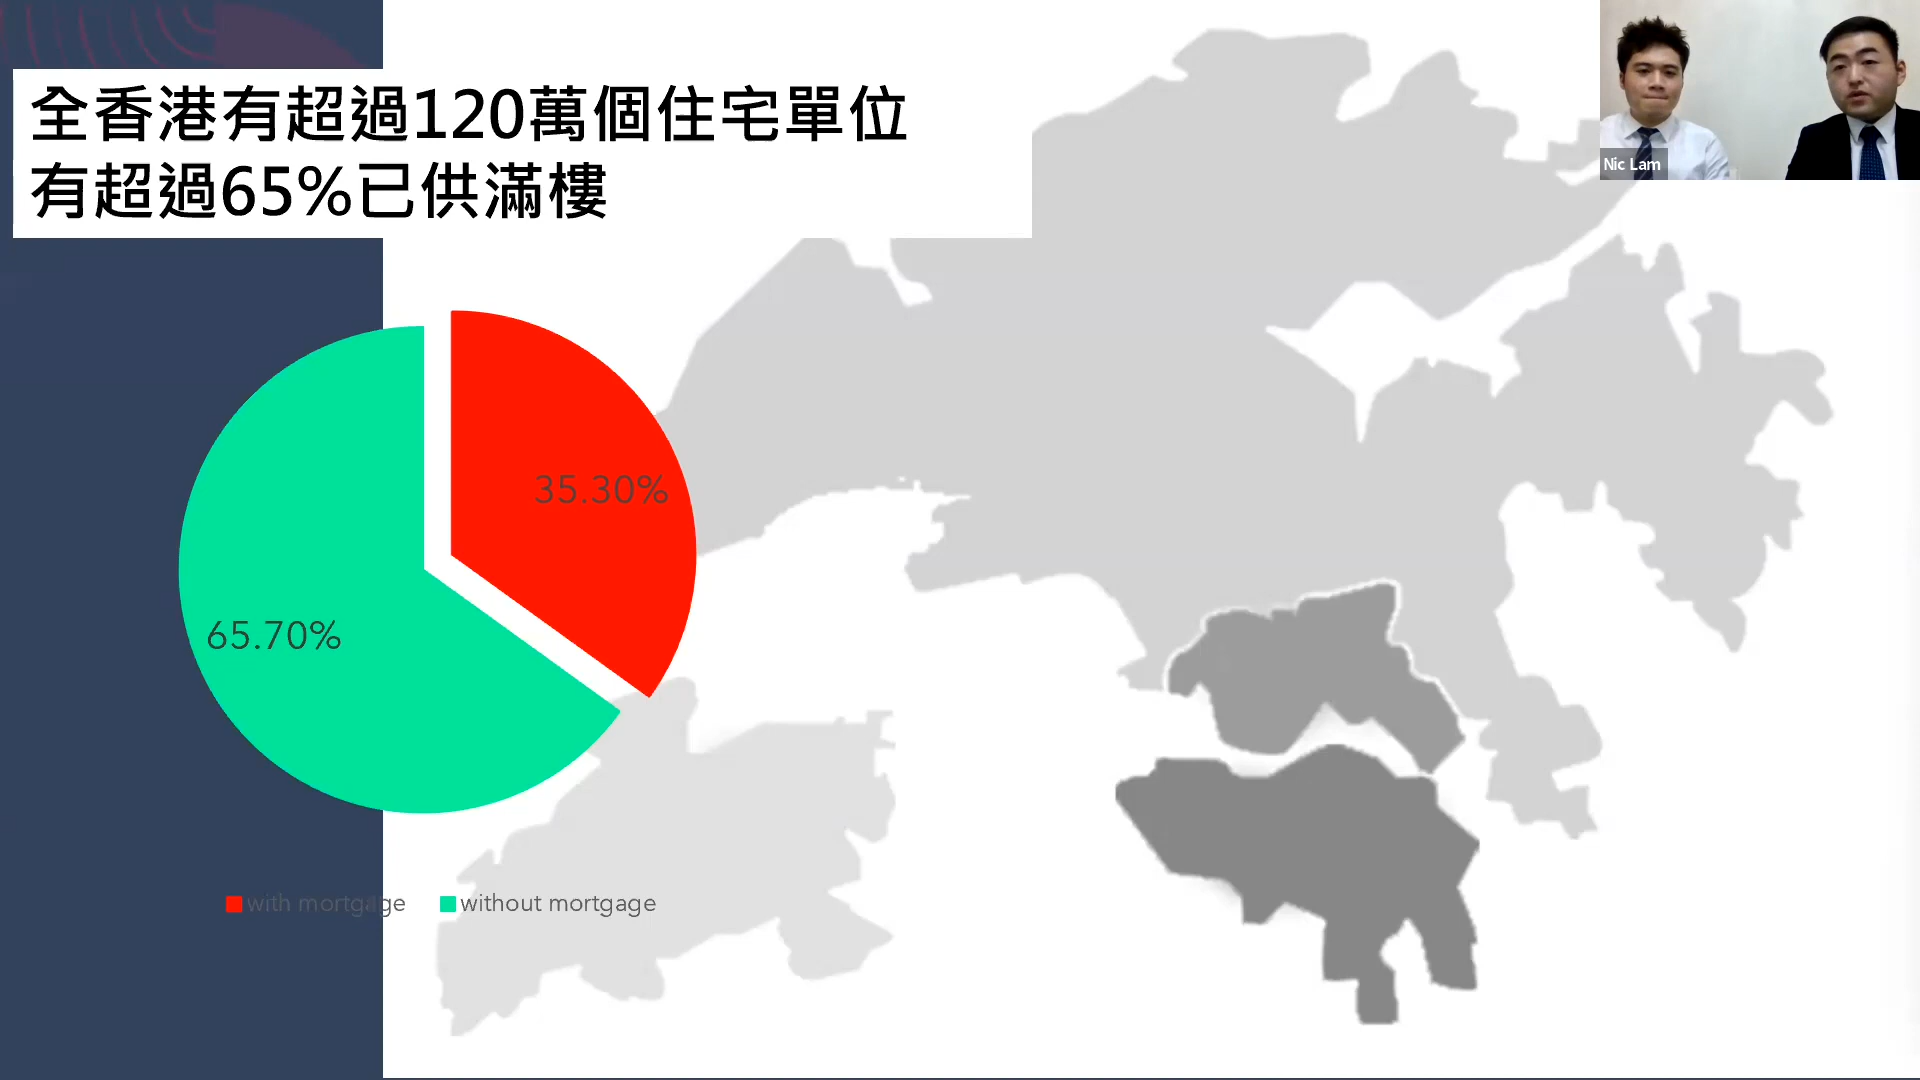 全香港有超過120萬個住宅單位
有超過65%已供滿樓
Nic Lam
35.30%
65.70%
with mortgage
without mortgage